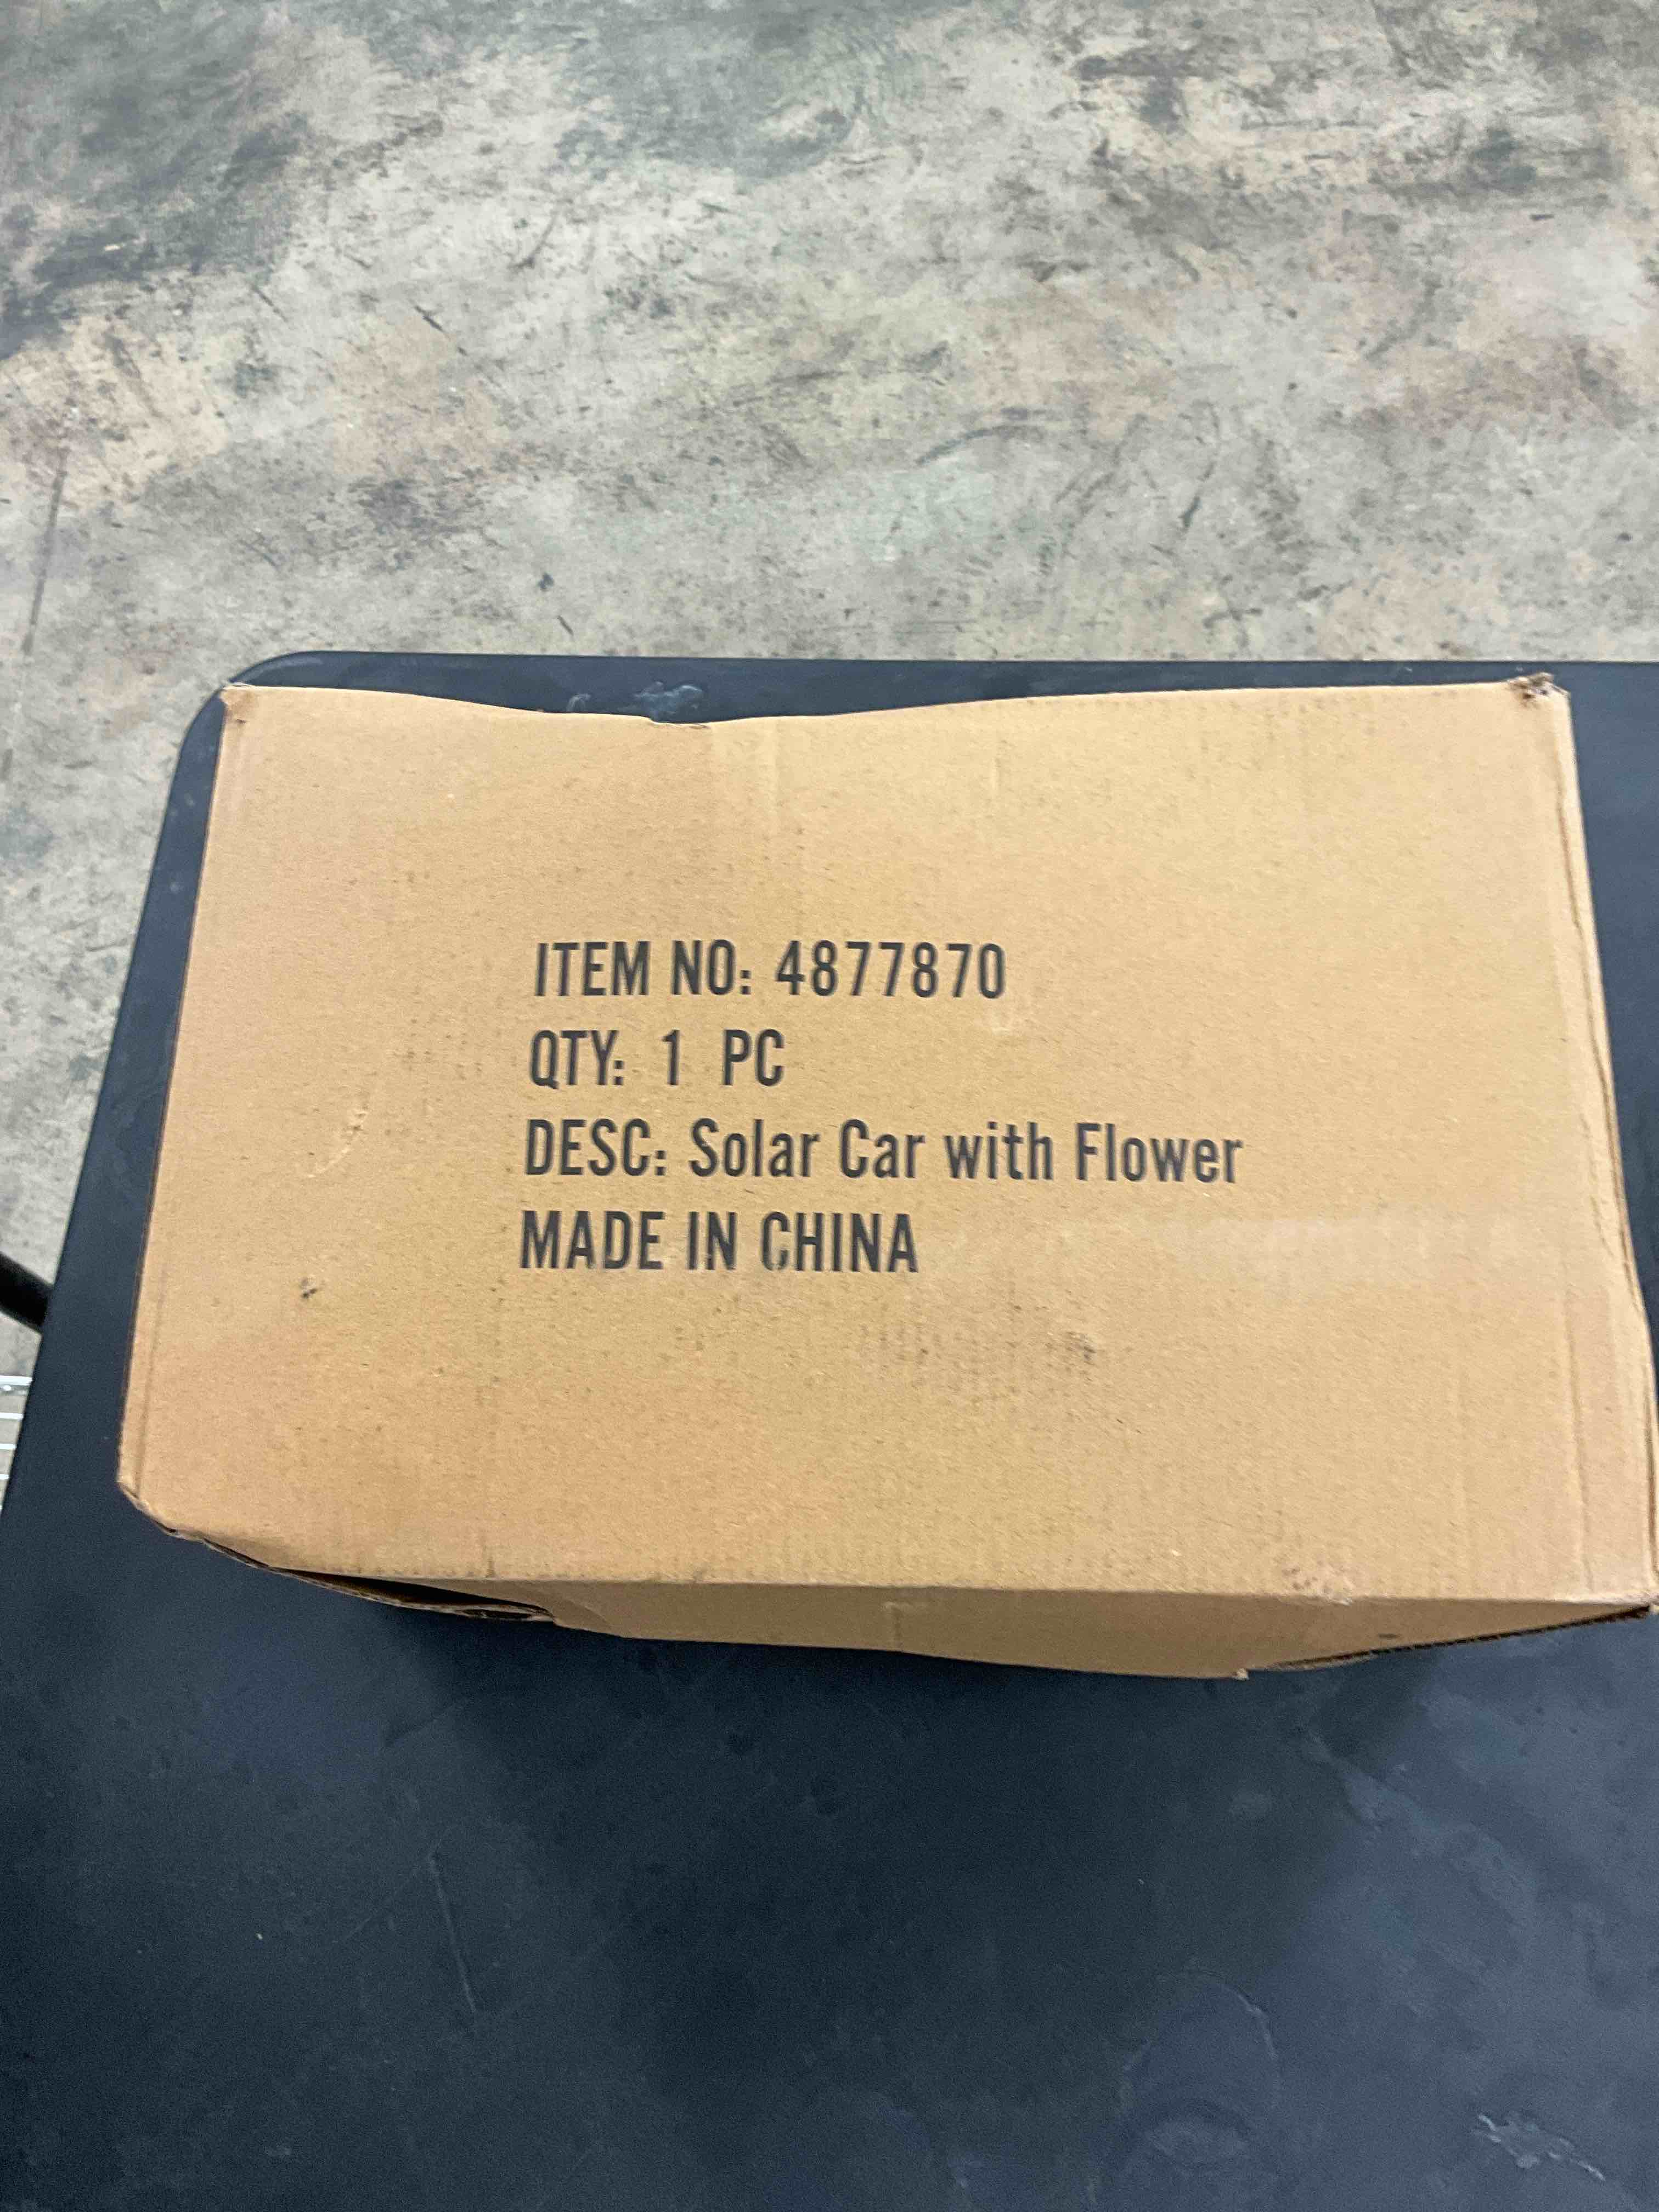 ITEM NO: 4877870
QTY: 1 PC
DESC: Solar Car with Flower
MADE IN CHINA